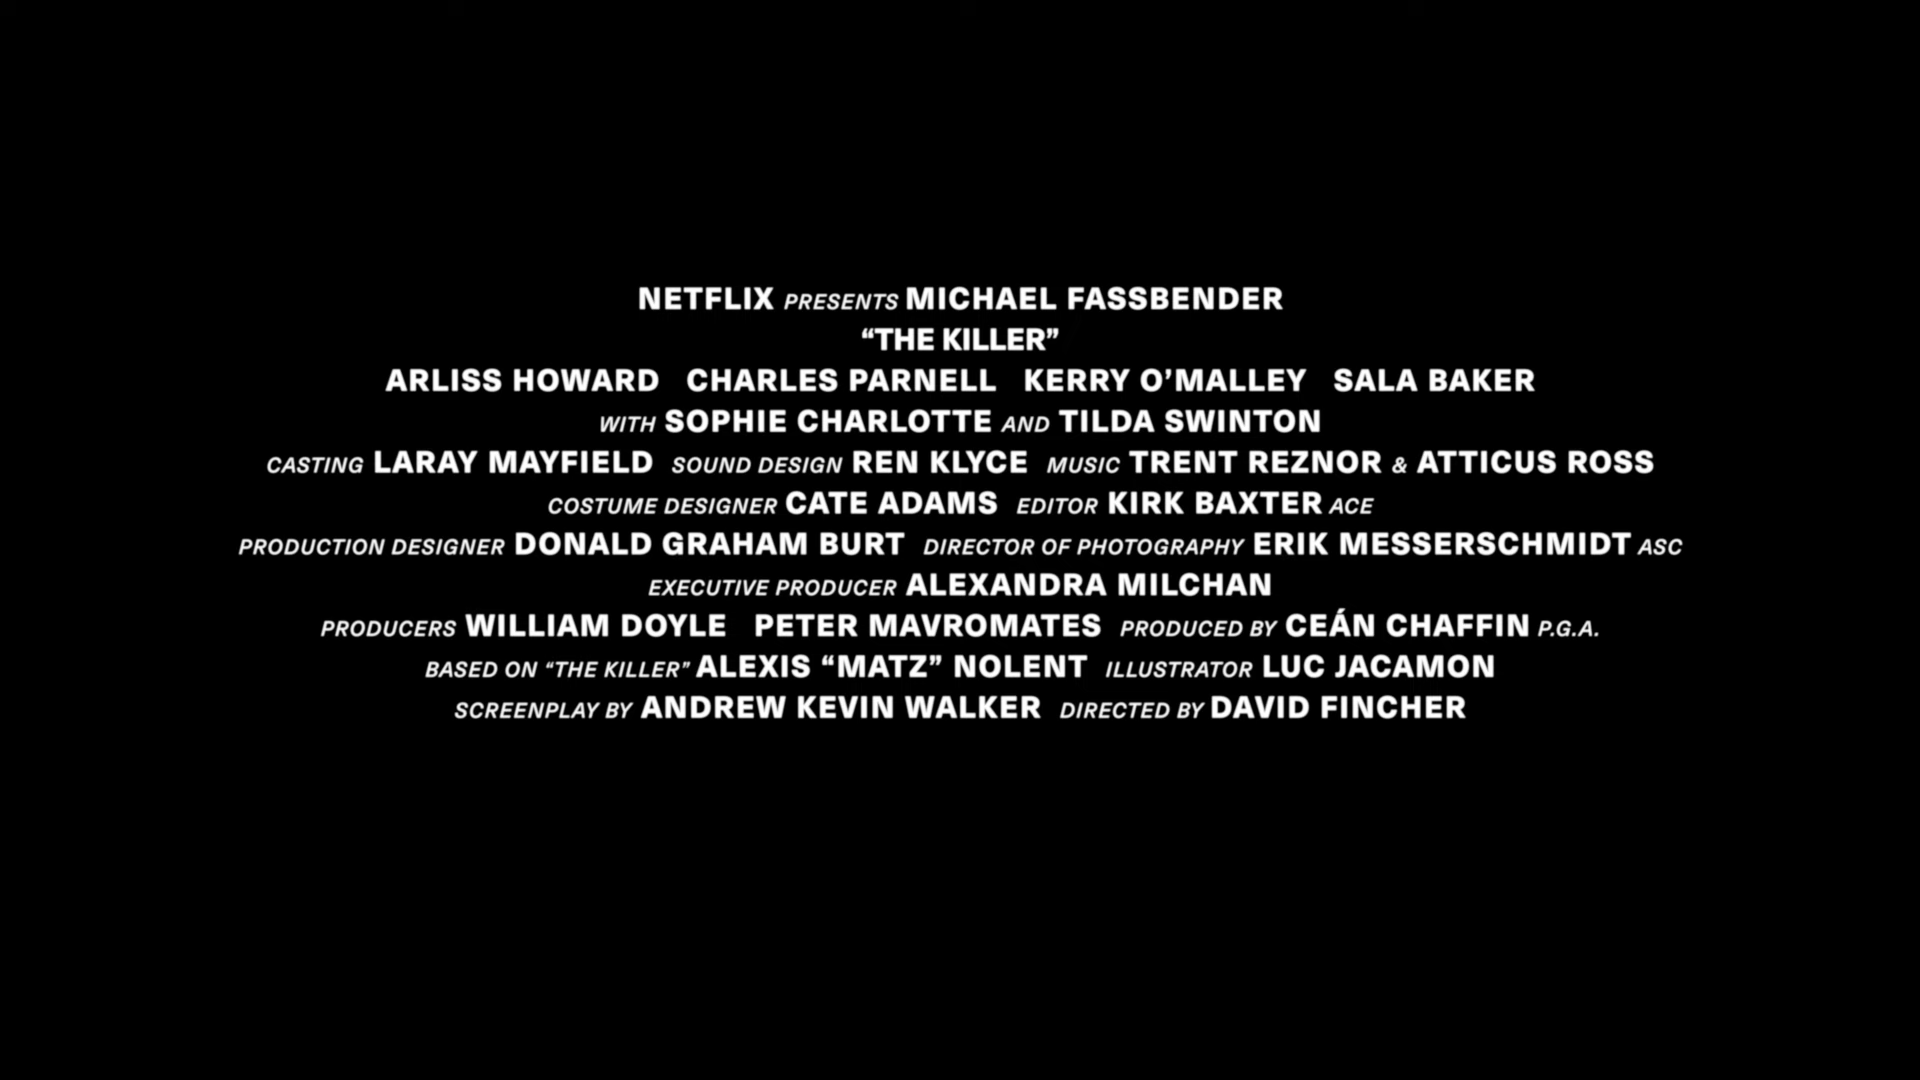 NETFLIX PRESENTS MICHAEL FASSBENDER
“THE KILLER”
ARLISS HOWARD CHARLES PARNELL KERRY O’MALLEY SALA BAKER
WITH SOPHIE CHARLOTTE AND TILDA SWINTON
CASTING LARAY MAYFIELD SOUND DESIGN REN KLYCE MUSIC TRENT REZNOR & ATTICUS ROSS
COSTUME DESIGNER CATE ADAMS EDITOR KIRK BAXTER ACE
PRODUCTION DESIGNER DONALD GRAHAM BURT DIRECTOR OF PHOTOGRAPHY ERIK MESSERSCHMIDT ASC
EXECUTIVE PRODUCER ALEXANDRA MILCHAN
PRODUCERS WILLIAM DOYLE PETER MAVROMATES PRODUCED BY CEÁN CHAFFIN P.G.A.
BASED ON “THE KILLER” ALEXIS “MATZ” NOLENT ILLUSTRATOR LUC JACAMON
SCREENPLAY BY ANDREW KEVIN WALKER DIRECTED BY DAVID FINCHER